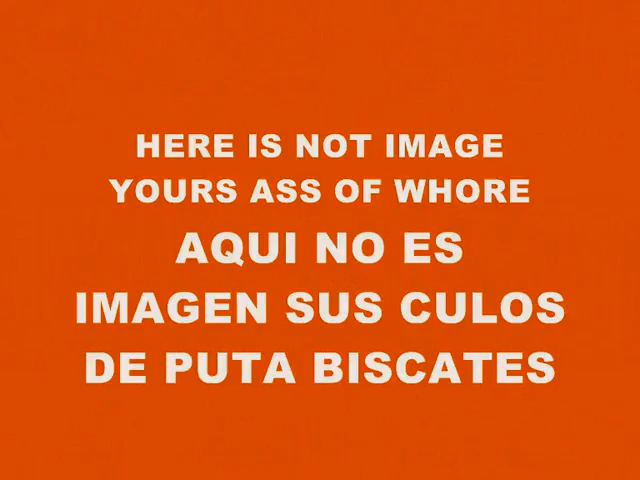 HERE IS NOT IMAGE
YOURS ASS OF WHORE
AQUI NO ES
IMAGEN SUS CULOS
DE PUTA BISCATES